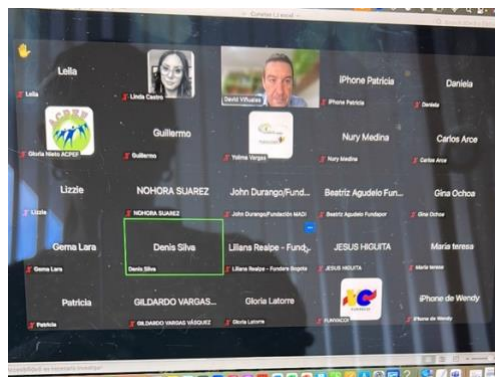 Leila
iPhone Patricia
Daniela
Leila
Linda Castro
David Viñuales
iPhone Patricia
Daniela
ACPEF
Guillermo
Nury Medina
Carlos Arce
Gloria Nieto ACPEF
Guillermo
Yolima Vargas
Nury Medina
Carlos Arce
Lizzie
NOHORA SUAREZ
John Durango/Fund...
Beatriz Agudelo Fun...
Gina Ochoa
Lizzie
NOHORA SUAREZ
John Durango/Fundación MADI
Beatriz Agudelo Fundapor
Gina Ochoa
Gema Lara
Denis Silva
Liliana Realpe - Fund
JESUS HIGUITA
Maria teresa
Gema Lara
Denis Silva
Liliana Realpe - Fundare Bogota
JESUS HIGUITA
Maria teresa
Patricia
GILDARDO VARGAS...
Gloria Latorre
iPhone de Wendy
Patricia
GILDARDO VARGAS VÁSQUEZ
Gloria Latorre
iPhone de Wendy